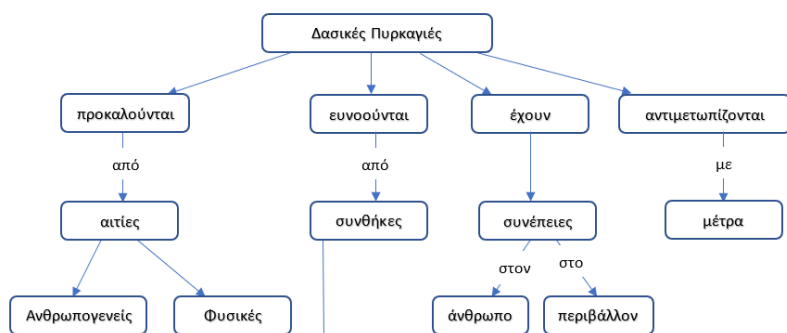 Δασικές Πυρκαγιές
προκαλούνται
ευνοούνται
έχουν
αντιμετωπίζονται
από
από
με
αιτίες
συνθήκες
συνέπειες
μέτρα
στον
στο
Ανθρωπογενείς
Φυσικές
άνθρωπο
περιβάλλον